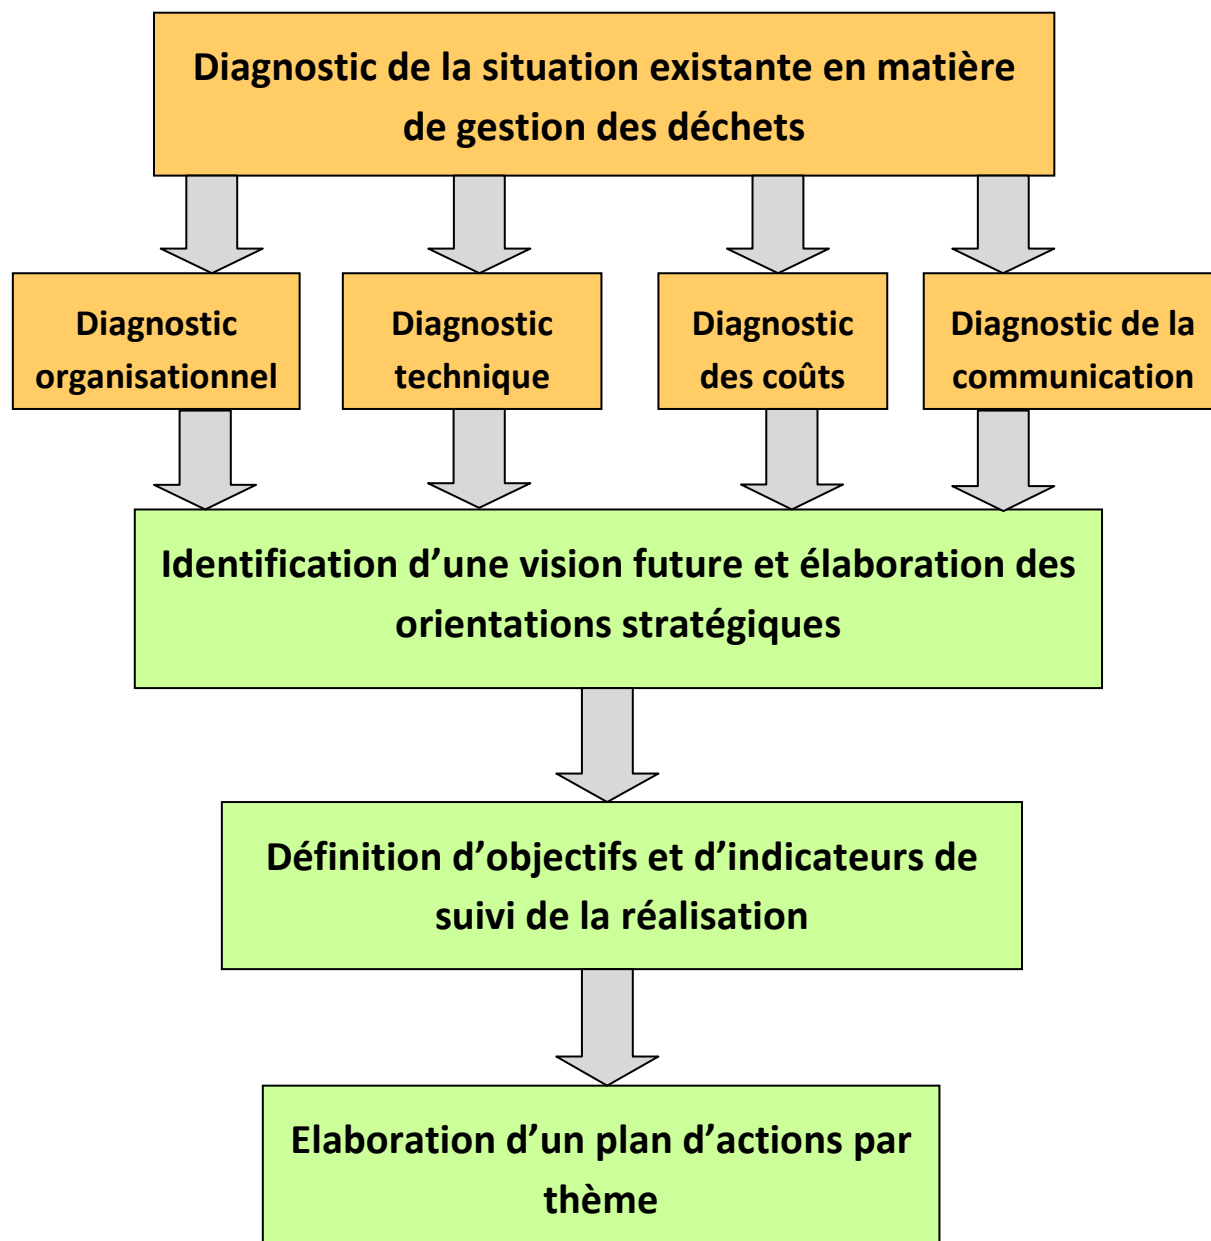 Diagnostic de la situation existante en matière
de gestion des déchets
Diagnostic
organisationnel
Diagnostic
technique
Diagnostic
des coûts
Diagnostic de la
communication
Identification d’une vision future et élaboration des
orientations stratégiques
Définition d’objectifs et d’indicateurs de
suivi de la réalisation
Elaboration d’un plan d’actions par
thème